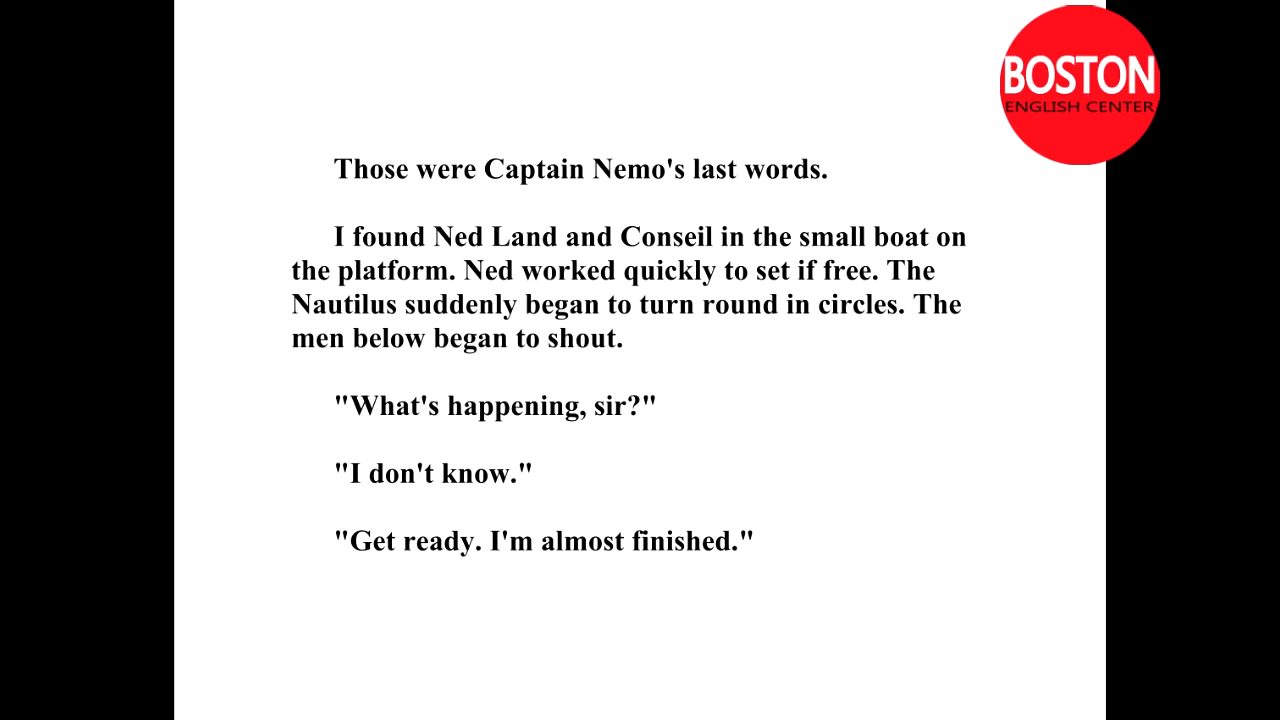 BOSTON
ENGLISH CENTER
Those were Captain Nemo's last words.
I found Ned Land and Conseil in the small boat on
the platform. Ned worked quickly to set if free. The
Nautilus suddenly began to turn round in circles. The
men below began to shout.
"What's happening, sir?"
"I don't know."
"Get ready. I'm almost finished."